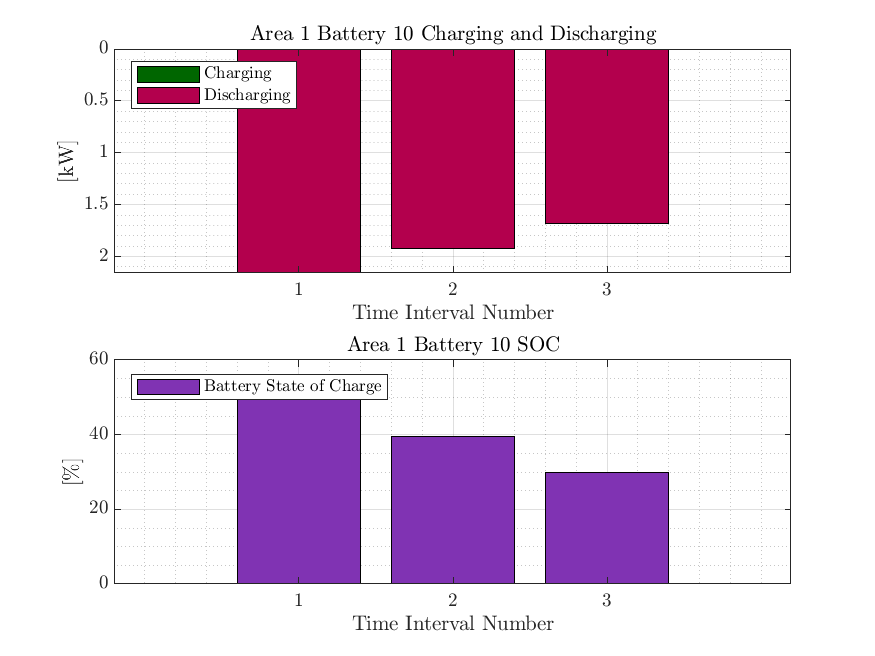 Area 1 Battery 10 Charging and Discharging
0
0.5
1
1.5
2
[kW]
Charging
Discharging
1 2 3
Time Interval Number
Area 1 Battery 10 SOC
60
40
20
0
[%]
Battery State of Charge
1 2 3
Time Interval Number